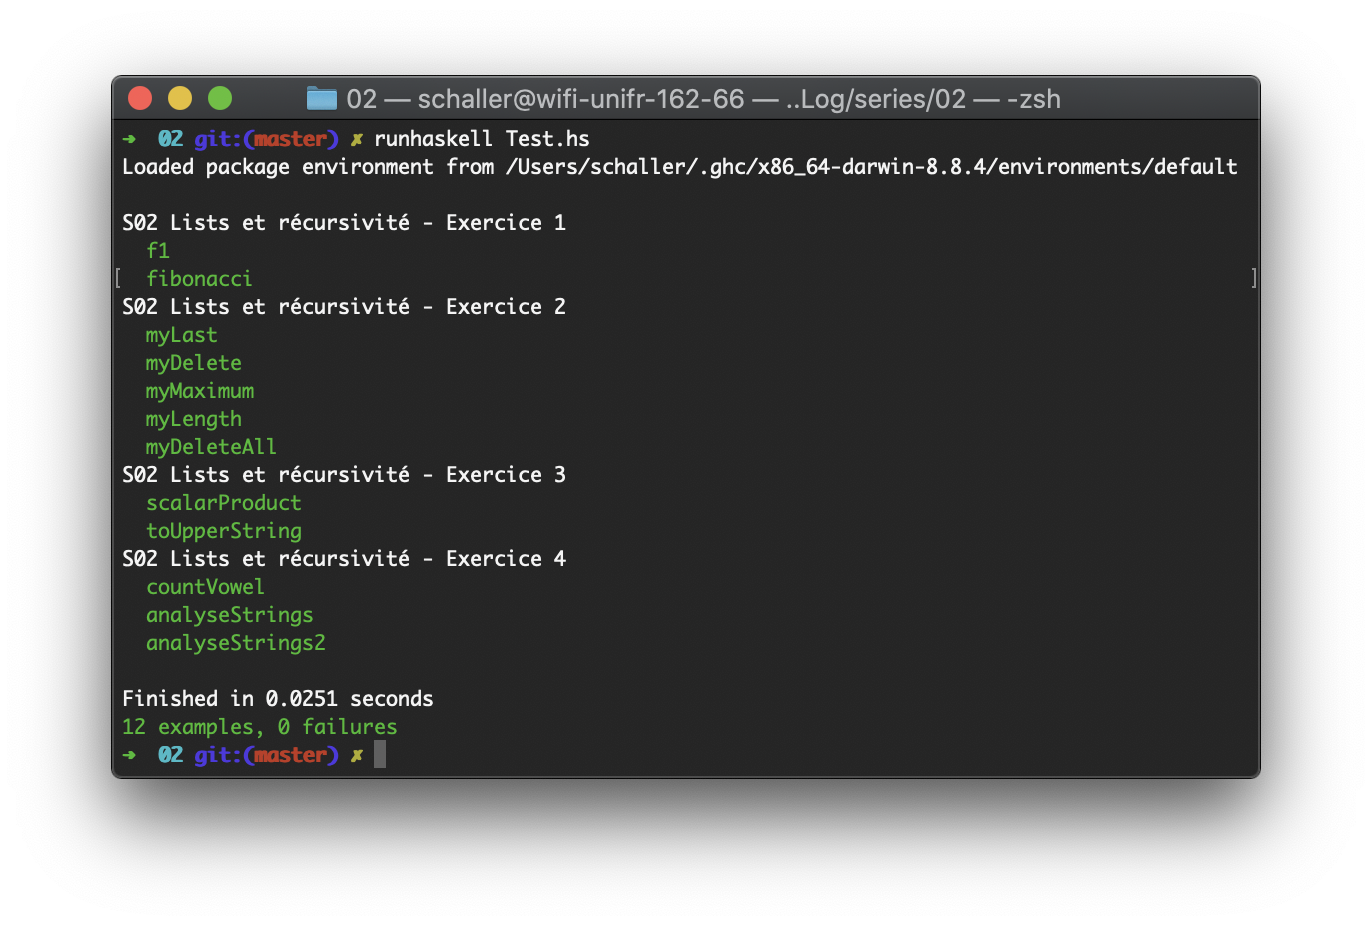 02 — schaller@wifi-unifr-162-66 — ..Log/series/02 — -zsh
➜  02 git:(master) ✗ runhaskell Test.hs
Loaded package environment from /Users/schaller/.ghc/x86_64-darwin-8.8.4/environments/default
S02 Lists et récursivité - Exercice 1
  f1
[ fibonacci ]
S02 Lists et récursivité - Exercice 2
  myLast
  myDelete
  myMaximum
  myLength
  myDeleteAll
S02 Lists et récursivité - Exercice 3
  scalarProduct
  toUpperString
S02 Lists et récursivité - Exercice 4
  countVowel
  analyseStrings
  analyseStrings2
Finished in 0.0251 seconds
12 examples, 0 failures
➜  02 git:(master) ✗